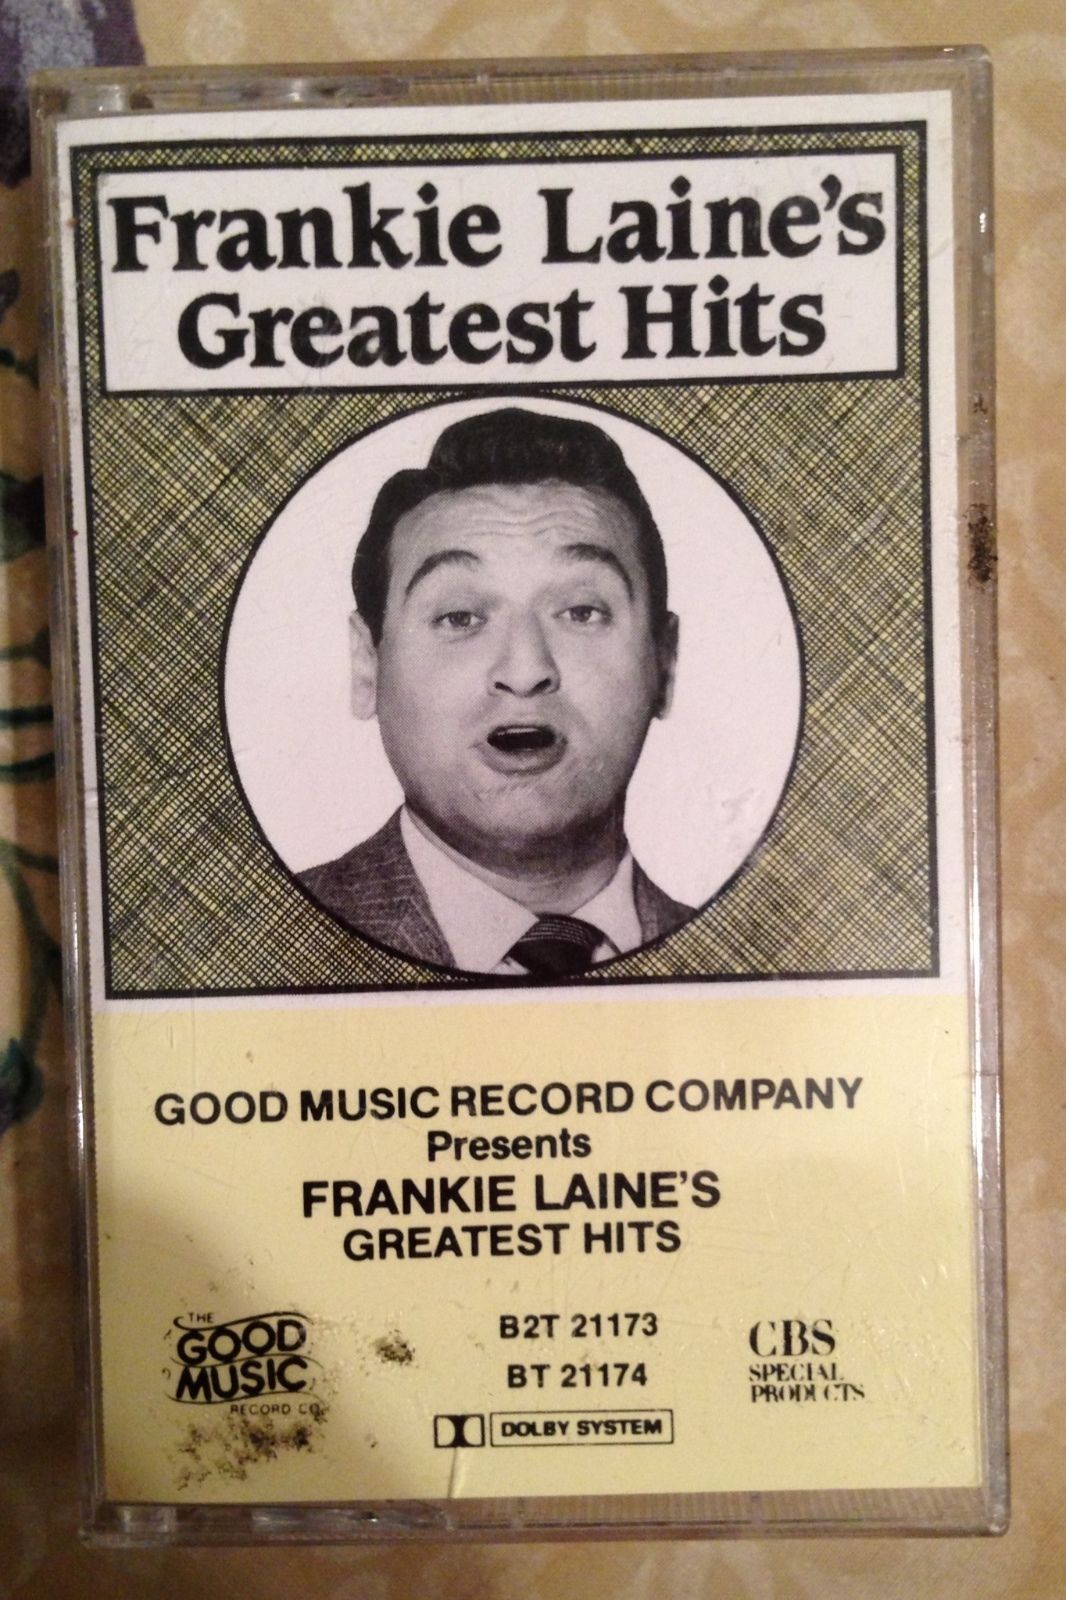 Frankie Laine's
Greatest Hits
GOOD MUSIC RECORD COMPANY
Presents
FRANKIE LAINE'S
GREATEST HITS
THE
GOOD
MUSIC
RECORD CO.
B2T 21173
BT 21174
DOLBY SYSTEM
CBS
SPECIAL
PRODUCTS